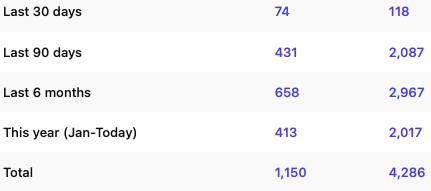 Last 30 days 74 118
Last 90 days 431 2,087
Last 6 months 658 2,967
This year (Jan-Today) 413 2,017
Total 1,150 4,286